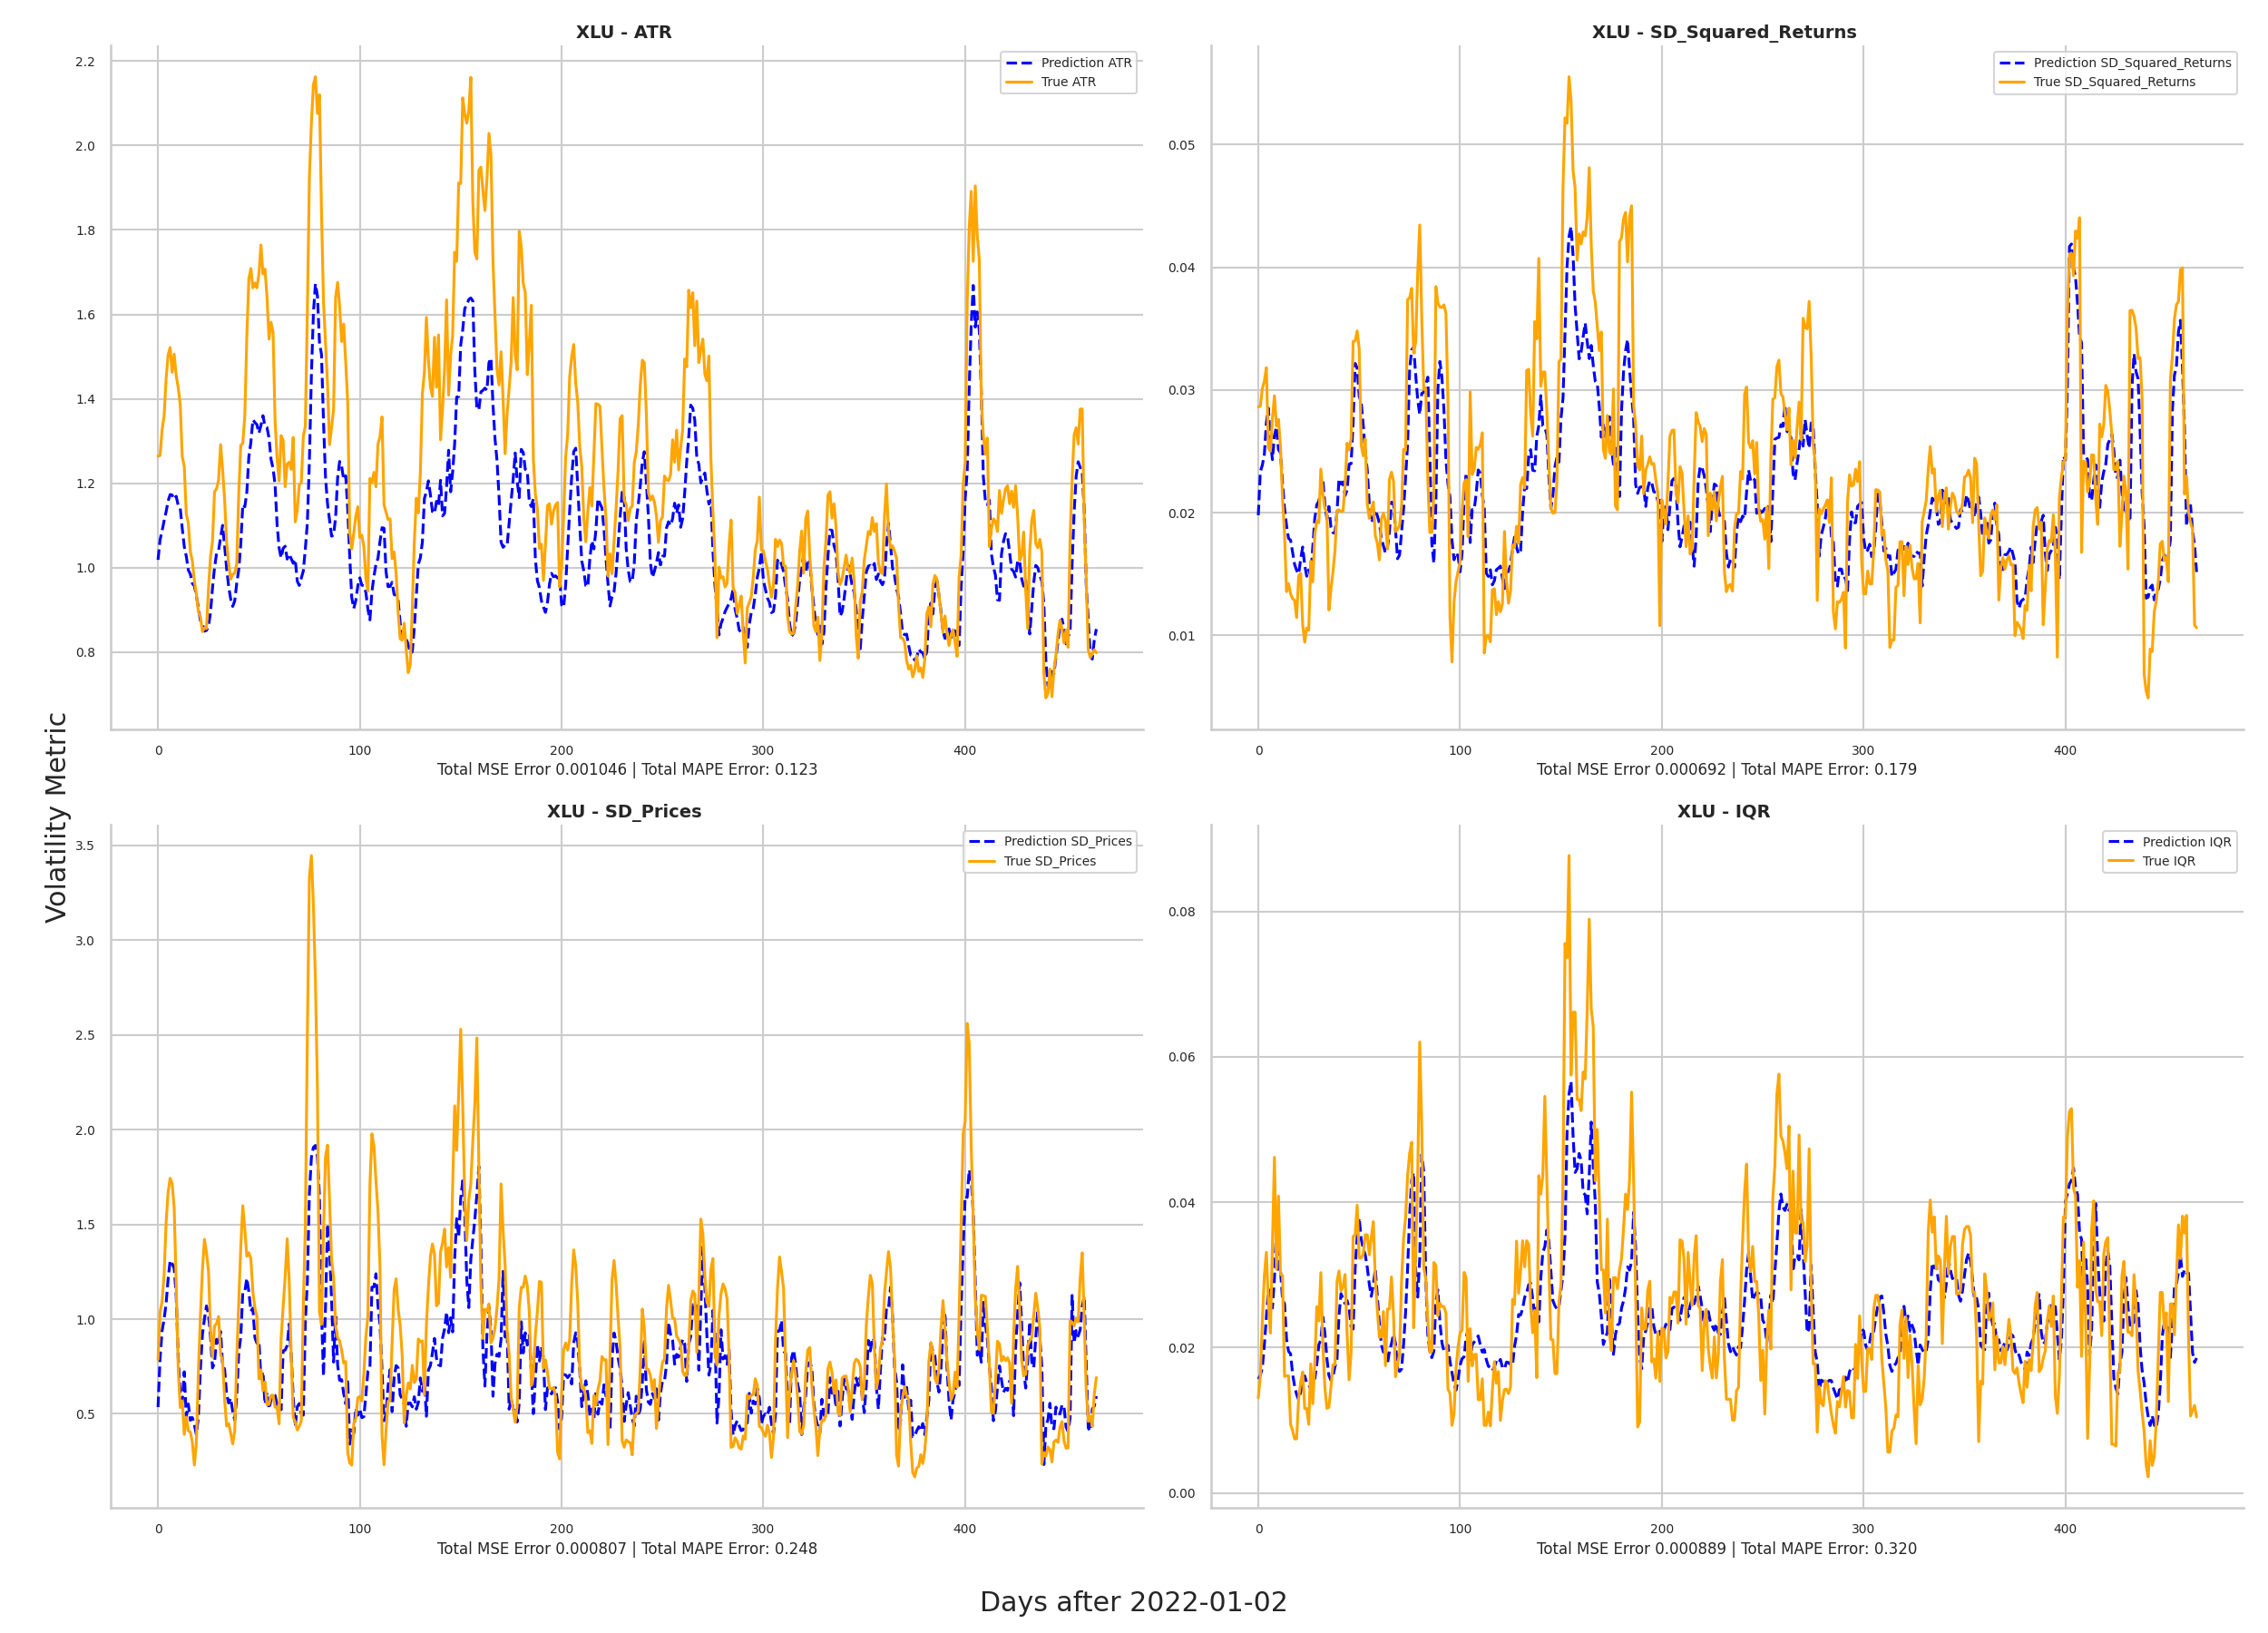 XLU - ATR
Prediction ATR
True ATR
2.2
2.0
1.8
1.6
1.4
1.2
1.0
0.8
0 100 200 300 400
Total MSE Error 0.001046 | Total MAPE Error: 0.123
XLU - SD_Squared_Returns
Prediction SD_Squared_Returns
True SD_Squared_Returns
0.05
0.04
0.03
0.02
0.01
0 100 200 300 400
Total MSE Error 0.000692 | Total MAPE Error: 0.179
Volatility Metric
XLU - SD_Prices
Prediction SD_Prices
True SD_Prices
3.5
3.0
2.5
2.0
1.5
1.0
0.5
0 100 200 300 400
Total MSE Error 0.000807 | Total MAPE Error: 0.248
XLU - IQR
Prediction IQR
True IQR
0.08
0.06
0.04
0.02
0.00
0 100 200 300 400
Total MSE Error 0.000889 | Total MAPE Error: 0.320
Days after 2022-01-02